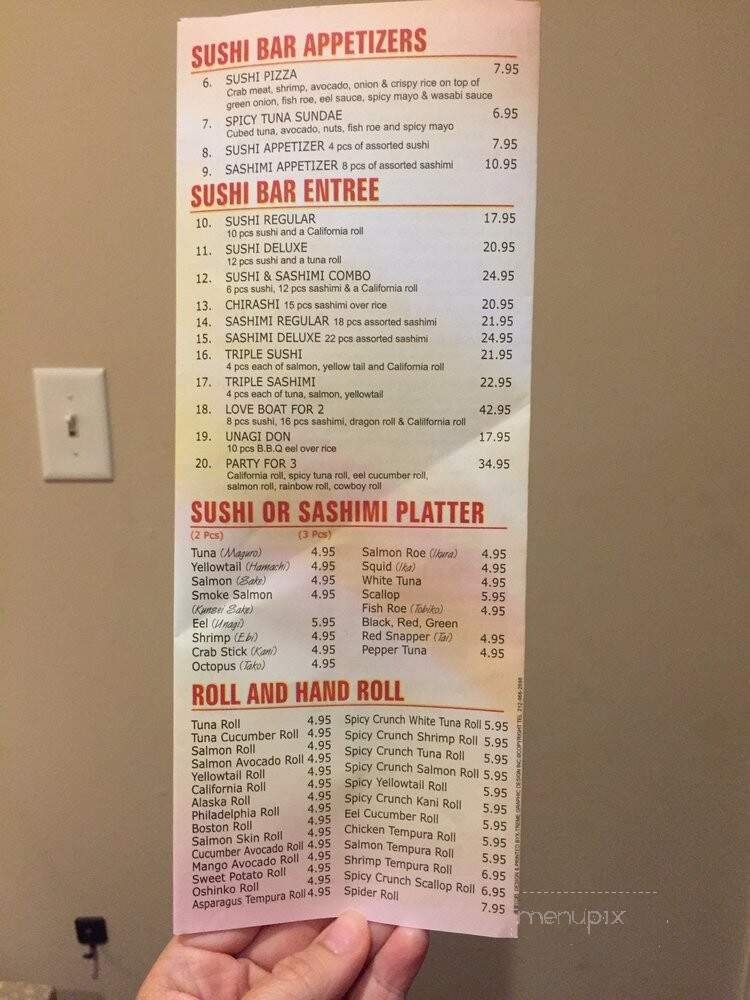 SUSHI BAR APPETIZERS
6. SUSHI PIZZA 7.95
Crab meat, shrimp, avocado, onion & crispy rice on top of
green onion, fish roe, eel sauce, spicy mayo & wasabi sauce
7. SPICY TUNA SUNDAE 6.95
Cubed tuna, avocado, nuts, fish roe and spicy mayo
8. SUSHI APPETIZER 4 pcs of assorted sushi 7.95
9. SASHIMI APPETIZER 8 pcs of assorted sashimi 10.95
SUSHI BAR ENTREE
10. SUSHI REGULAR 17.95
10 pcs sushi and a California roll
11. SUSHI DELUXE 20.95
12 pcs sushi and a tuna roll
12. SUSHI & SASHIMI COMBO 24.95
6 pcs sushi, 12 pcs sashimi & a California roll
13. CHIRASHI 15 pcs sashimi over rice 20.95
14. SASHIMI REGULAR 18 pcs assorted sashimi 21.95
15. SASHIMI DELUXE 22 pcs assorted sashimi 24.95
16. TRIPLE SUSHI 21.95
4 pcs each of salmon, yellow tail and California roll
17. TRIPLE SASHIMI 22.95
4 pcs each of tuna, salmon, yellowtail
18. LOVE BOAT FOR 2 42.95
8 pcs sushi, 16 pcs sashimi, dragon roll & Calilfornia roll
19. UNAGI DON 17.95
10 pcs B.B.Q eel over rice
20. PARTY FOR 3 34.95
California roll, spicy tuna roll, eel cucumber roll,
salmon roll, rainbow roll, cowboy roll
SUSHI OR SASHIMI PLATTER
(2 Pcs) (3 Pcs)
Tuna (Maguro) 4.95
Yellowtail (Hamachi) 4.95
Salmon (Sake) 4.95
Smoke Salmon 4.95
(Kunsei Sake)
Eel (Unagi) 5.95
Shrimp (Ebi) 4.95
Crab Stick (Kani) 4.95
Octopus (Tako) 4.95
Salmon Roe (Ikura) 4.95
Squid (Ika) 4.95
White Tuna 4.95
Scallop 5.95
Fish Roe (Tobiko) 4.95
Black, Red, Green
Red Snapper (Tai) 4.95
Pepper Tuna 4.95
ROLL AND HAND ROLL
Tuna Roll 4.95
Tuna Cucumber Roll 4.95
Salmon Roll 4.95
Salmon Avocado Roll 4.95
Yellowtail Roll 4.95
California Roll 4.95
Alaska Roll 4.95
Philadelphia Roll 4.95
Boston Roll 4.95
Salmon Skin Roll 4.95
Cucumber Avocado Roll 4.95
Mango Avocado Roll 4.95
Sweet Potato Roll 4.95
Oshinko Roll 4.95
Asparagus Tempura Roll 4.95
Spicy Crunch White Tuna Roll 5.95
Spicy Crunch Shrimp Roll 5.95
Spicy Crunch Tuna Roll 5.95
Spicy Crunch Salmon Roll 5.95
Spicy Yellowtail Roll 5.95
Spicy Crunch Kani Roll 5.95
Eel Cucumber Roll 5.95
Chicken Tempura Roll 5.95
Salmon Tempura Roll 5.95
Shrimp Tempura Roll 6.95
Spicy Crunch Scallop Roll 6.95
Spider Roll 7.95
menupix